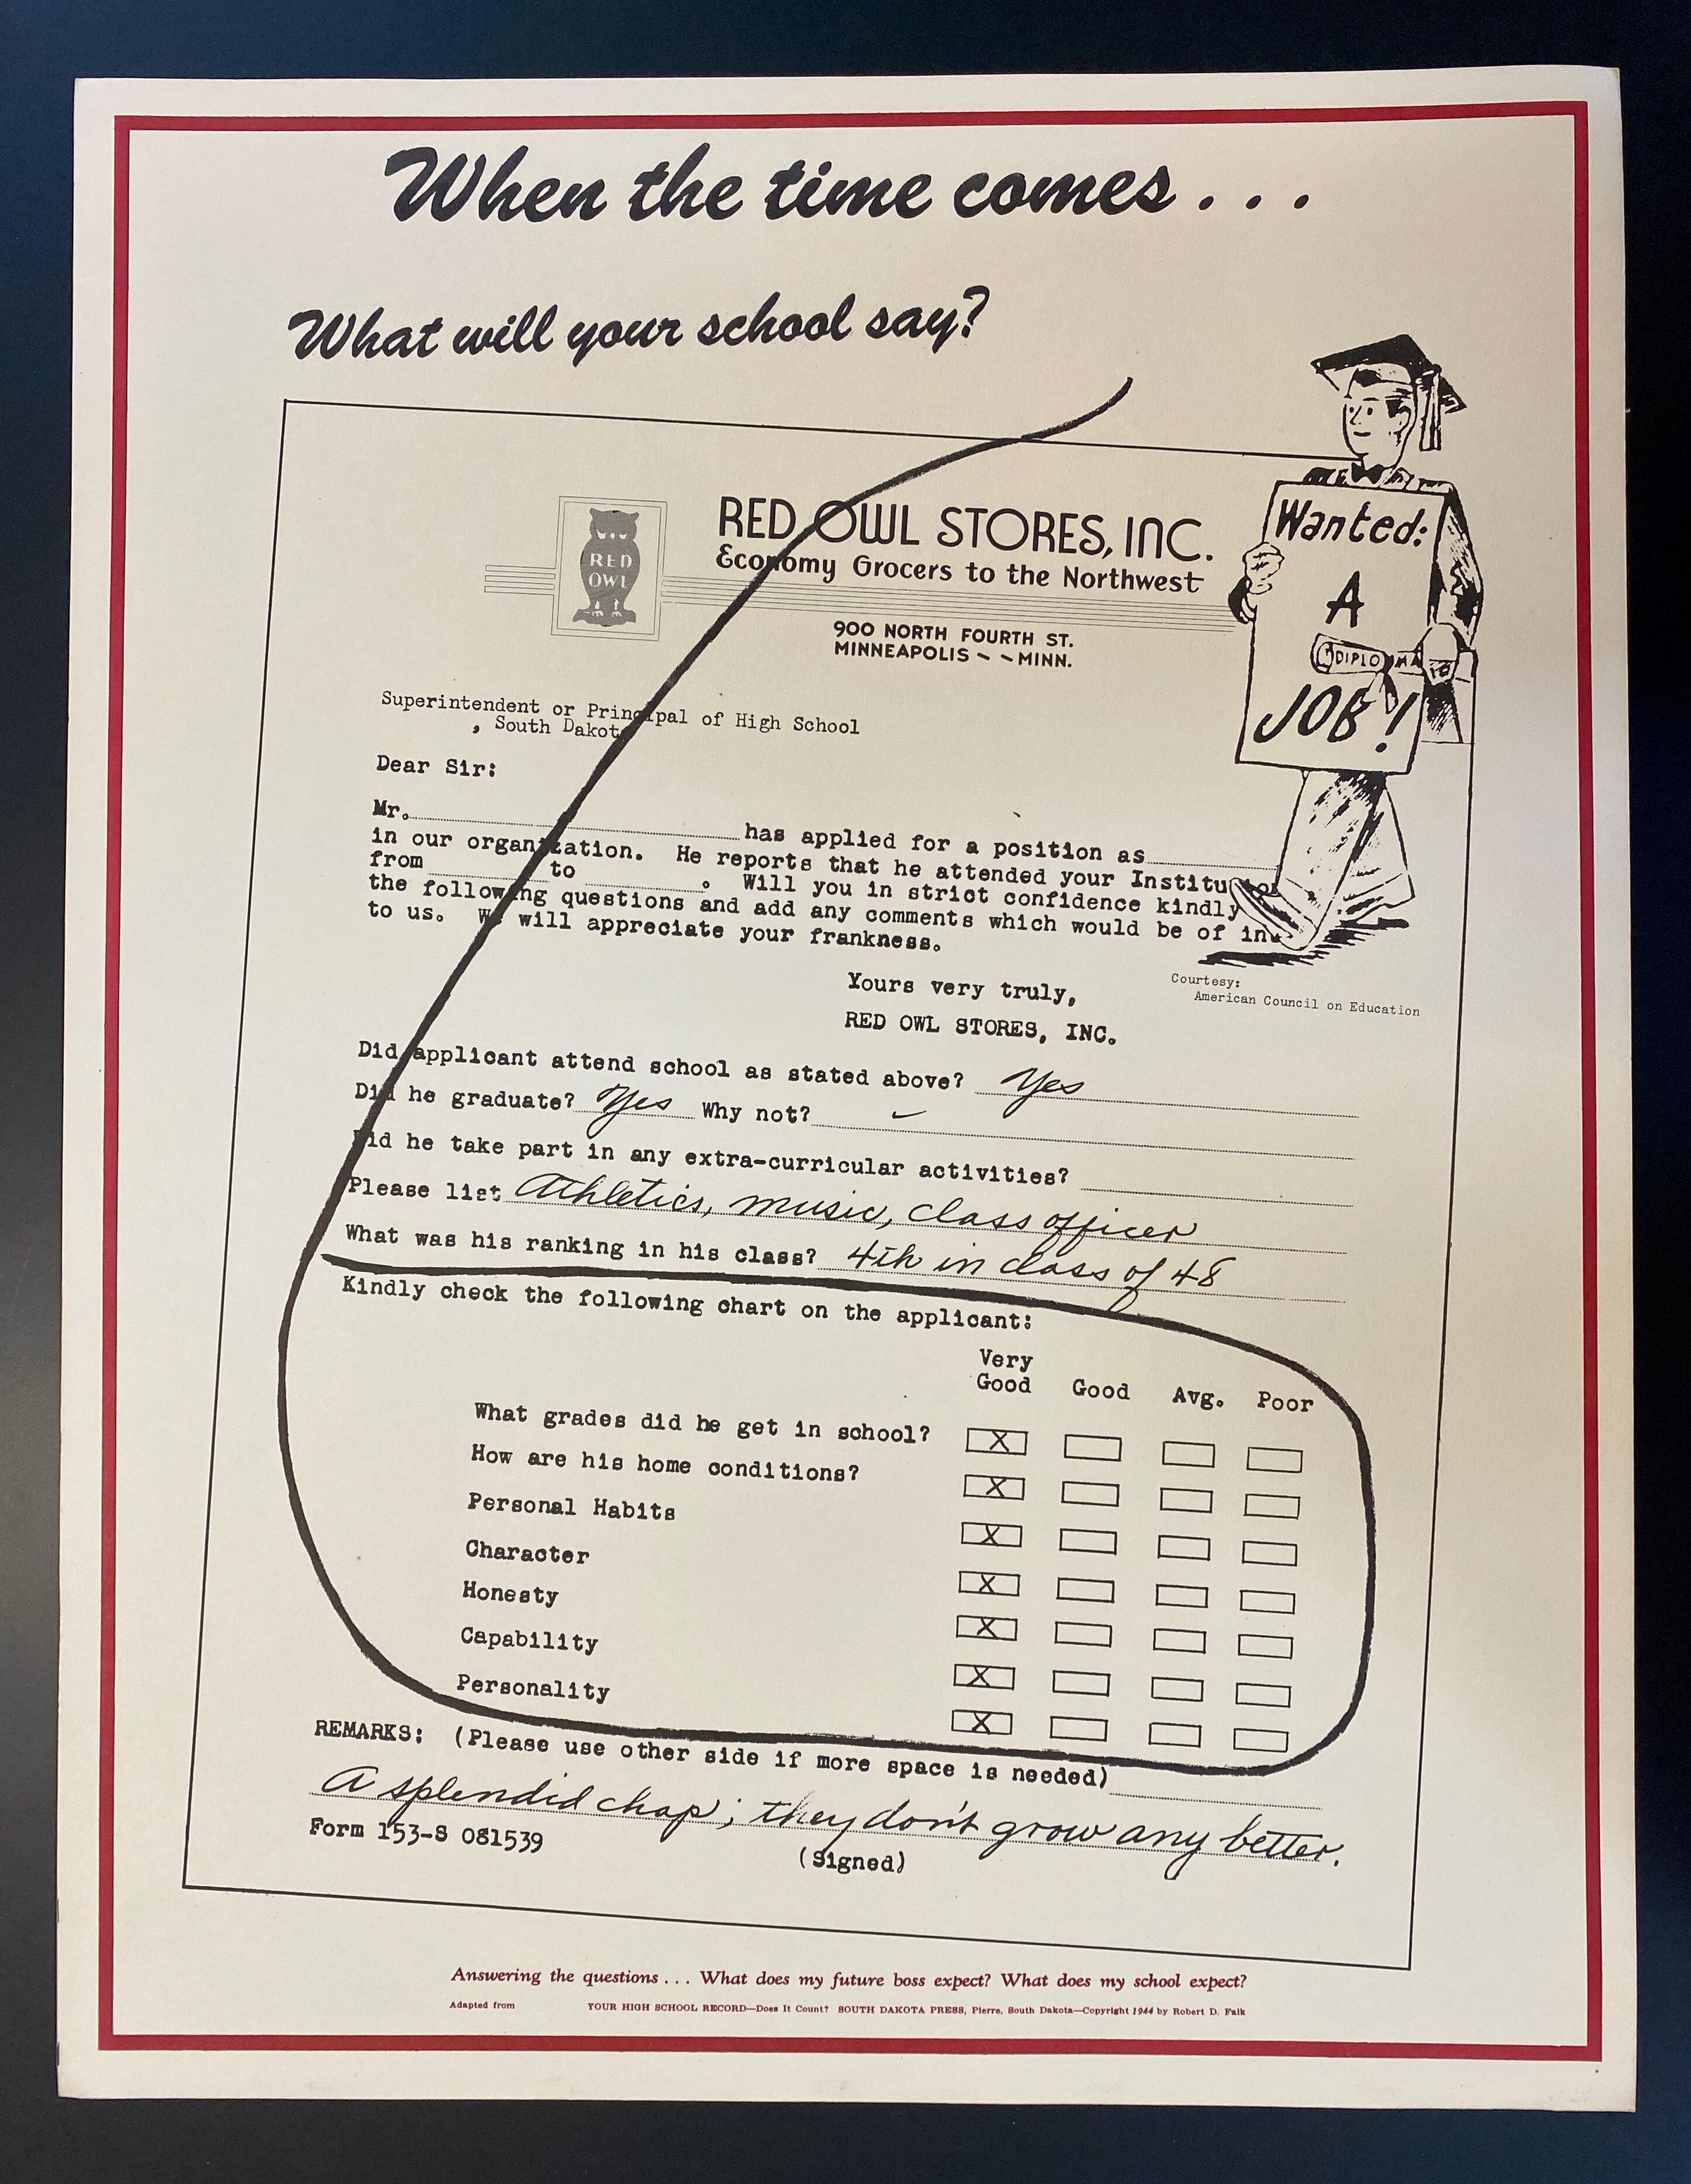 When the time comes...
What will your school say?
RED OWL
RED OWL STORES, INC.
Economy Grocers to the Northwest
900 NORTH FOURTH ST.
MINNEAPOLIS - - MINN.
Wanted:
A
DIPLOMA
JOB!
Superintendent or Principal of High School
, South Dakota
Dear Sir:
Mr. has applied for a position as
in our organization. He reports that he attended your
from to . Will you in strict confidence kindly
the following questions and add any comments which would be of
to us. We will appreciate your frankness.
Yours very truly,
RED OWL STORES, INC.
Courtesy:
American Council on Education
Did applicant attend school as stated above? Yes
Did he graduate? Yes Why not? -
Did he take part in any extra-curricular activities?
Please list Athletics, music, class officer
What was his ranking in his class? 4th in class of 48
Kindly check the following chart on the applicant:
Very
Good Good Avg. Poor
What grades did he get in school? X
How are his home conditions? X
Personal Habits X
Character X
Honesty X
Capability X
Personality X
REMARKS: (Please use other side if more space is needed)
A splendid chap; they don't grow any better.
Form 153-S 081539
(Signed)
Answering the questions... What does my future boss expect? What does my school expect?
Adapted from YOUR HIGH SCHOOL RECORD—Does It Count? SOUTH DAKOTA PRESS, Pierre, South Dakota—Copyright 1944 by Robert D. Falk